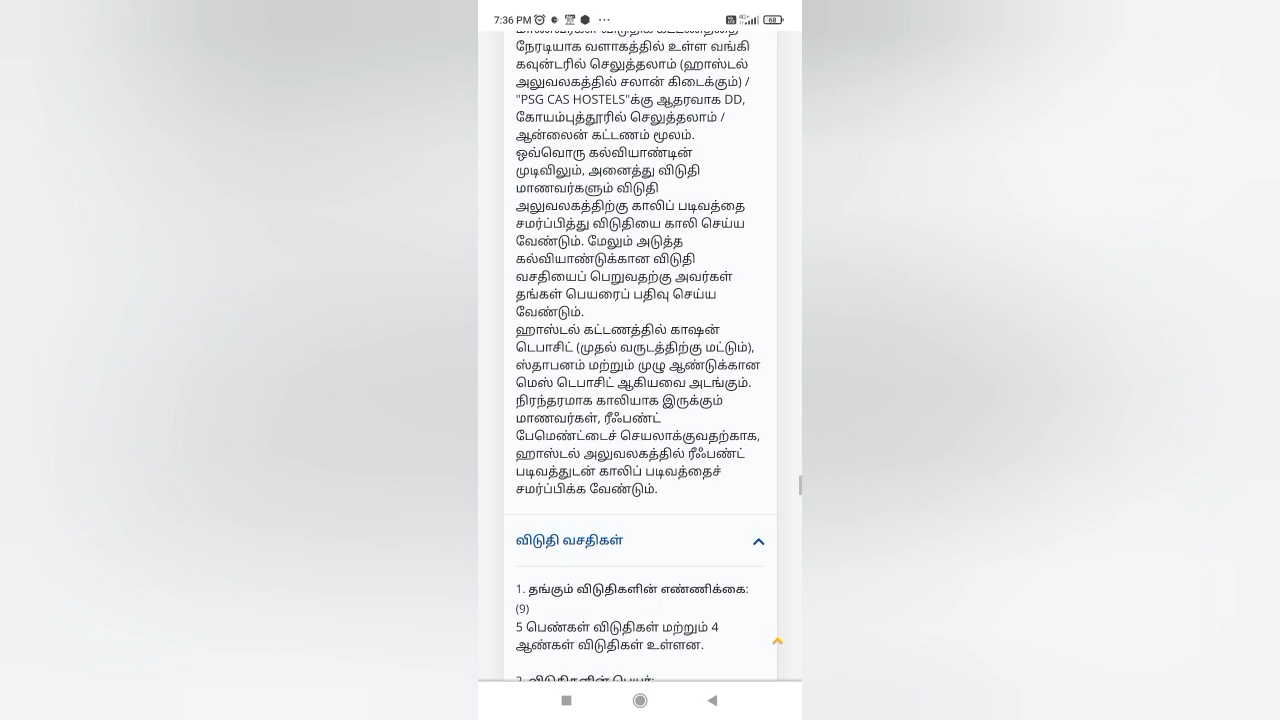 7:36 PM
68
நேரடியாக வளாகத்தில் உள்ள வங்கி
கவுன்டரில் செலுத்தலாம் (ஹாஸ்டல்
அலுவலகத்தில் சலான் கிடைக்கும்) /
"PSG CAS HOSTELS"க்கு ஆதரவாக DD,
கோயம்புத்தூரில் செலுத்தலாம் /
ஆன்லைன் கட்டணம் மூலம்.
ஒவ்வொரு கல்வியாண்டின்
முடிவிலும், அனைத்து விடுதி
மாணவர்களும் விடுதி
அலுவலகத்திற்கு காலிப் படிவத்தை
சமர்ப்பித்து விடுதியை காலி செய்ய
வேண்டும். மேலும் அடுத்த
கல்வியாண்டுக்கான விடுதி
வசதியைப் பெறுவதற்கு அவர்கள்
தங்கள் பெயரைப் பதிவு செய்ய
வேண்டும்.
ஹாஸ்டல் கட்டணத்தில் காஷன்
டெபாசிட் (முதல் வருடத்திற்கு மட்டும்),
ஸ்தாபனம் மற்றும் முழு ஆண்டுக்கான
மெஸ் டெபாசிட் ஆகியவை அடங்கும்.
நிரந்தரமாக காலியாக இருக்கும்
மாணவர்கள், ரீஃபண்ட்
பேமெண்ட்டைச் செயலாக்குவதற்காக,
ஹாஸ்டல் அலுவலகத்தில் ரீஃபண்ட்
படிவத்துடன் காலிப் படிவத்தைச்
சமர்ப்பிக்க வேண்டும்.
விடுதி வசதிகள்
1. தங்கும் விடுதிகளின் எண்ணிக்கை:
(9)
5 பெண்கள் விடுதிகள் மற்றும் 4
ஆண்கள் விடுதிகள் உள்ளன.
2. விடுதிகளின் பெயர்: